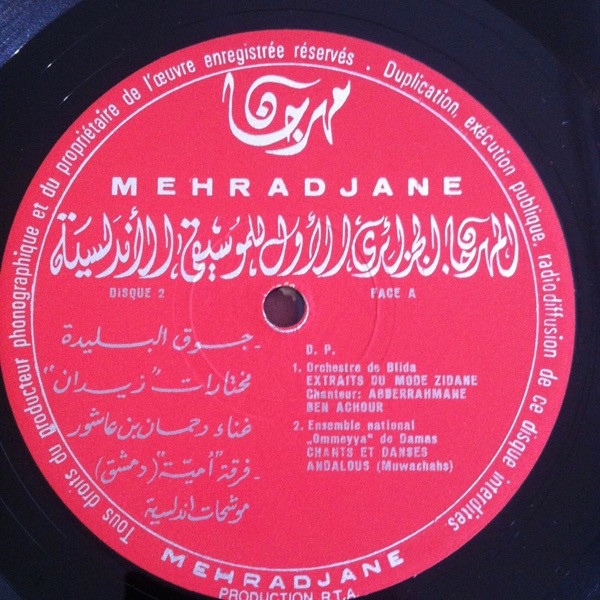 Tous droits du producteur phonographique et du propriétaire de l'œuvre enregistrée réservés · Duplication, exécution publique, radiodiffusion de ce disque interdites.
مهرجان
MEHRADJANE
المهرجان الجزائري الأول للموسيقى الأندلسية
DISQUE 2 FACE A
- جوق البليدة
مختارات "زيدان"
غناء دحمان بن عاشور
- فرقة "أمية" (دمشق)
موشحات اندلسية
D. P.
1. Orchestre de Blida
EXTRAITS DU MODE ZIDANE
Chanteur: ABDERRAHMANE
BEN ACHOUR
2. Ensemble national
„Ommeyya" de Damas
CHANTS ET DANSES
ANDALOUS (Muwachahs)
MEHRADJANE
PRODUCTION R.T.A.